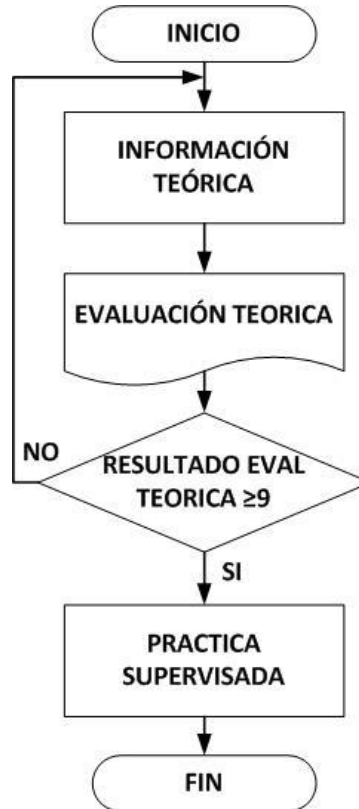 INICIO
INFORMACIÓN
TEÓRICA
EVALUACIÓN TEORICA
RESULTADO EVAL
TEORICA ≥9
NO
SI
PRACTICA
SUPERVISADA
FIN